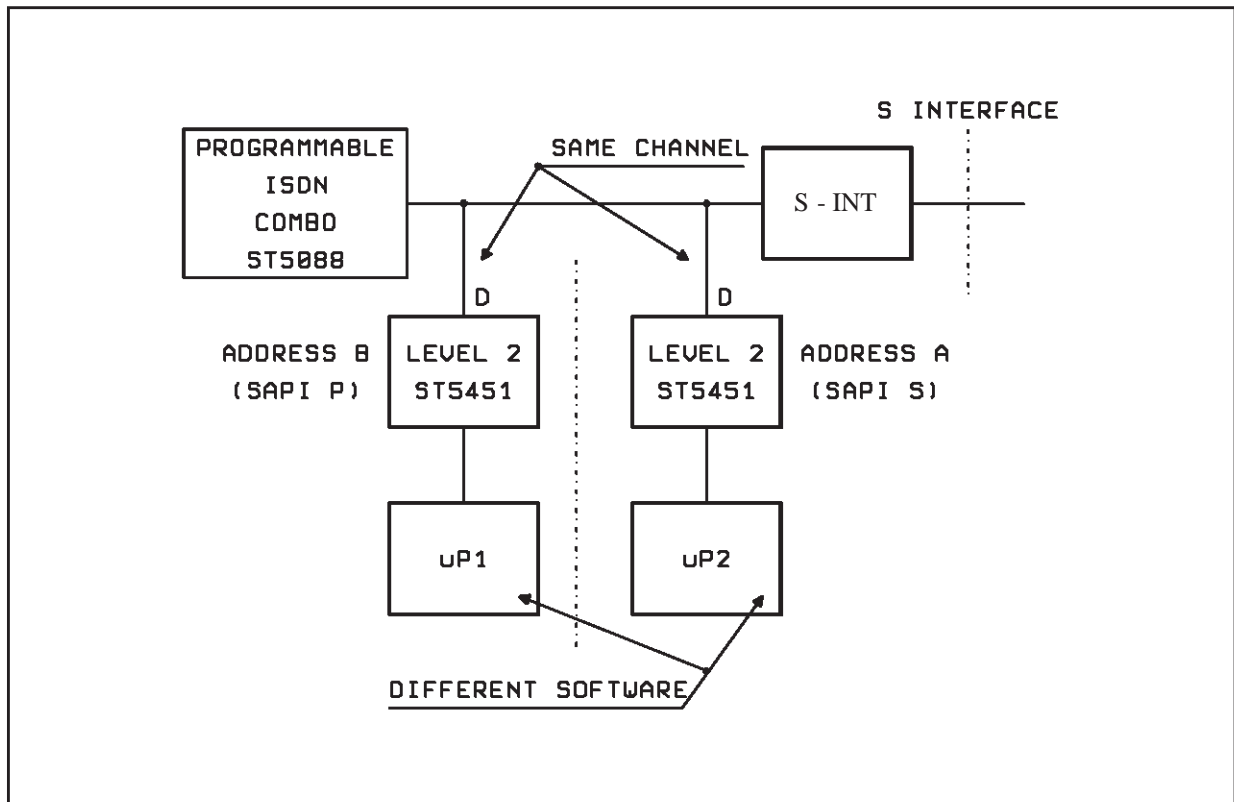 S INTERFACE
PROGRAMMABLE
ISDN
COMBO
ST5088
SAME CHANNEL
S - INT
D
D
ADDRESS B
(SAPI P)
LEVEL 2
ST5451
LEVEL 2
ST5451
ADDRESS A
(SAPI S)
uP1
uP2
DIFFERENT SOFTWARE